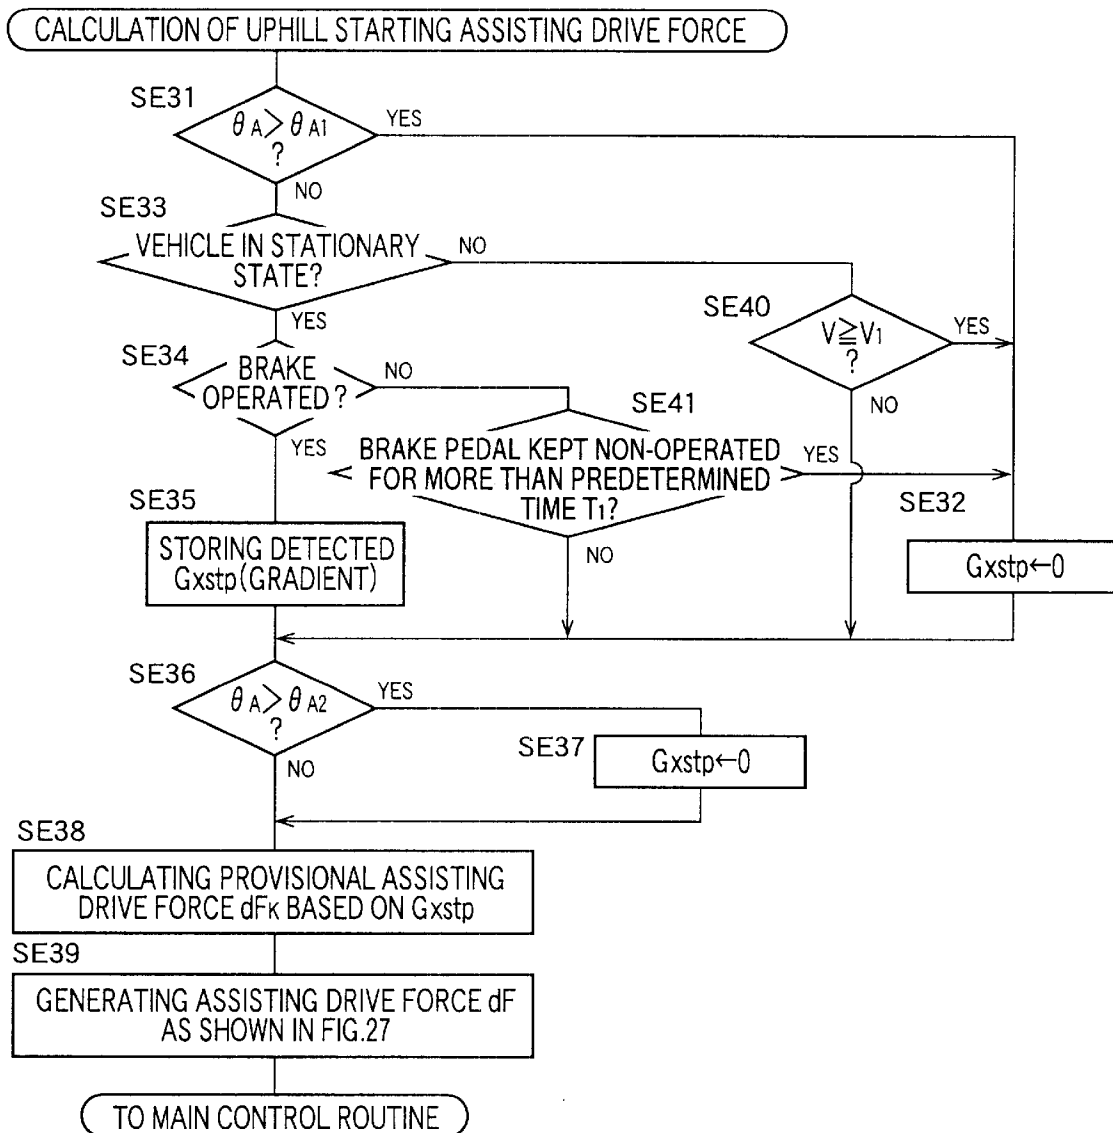 CALCULATION OF UPHILL STARTING ASSISTING DRIVE FORCE
SE31
θA>θA1
?
YES
NO
SE33
VEHICLE IN STATIONARY
STATE?
NO
YES
SE40
V≧V1
?
YES
NO
SE34
BRAKE
OPERATED?
NO
YES
SE41
BRAKE PEDAL KEPT NON-OPERATED
FOR MORE THAN PREDETERMINED
TIME T1?
YES
NO
SE32
Gxstp←0
SE35
STORING DETECTED
Gxstp(GRADIENT)
SE36
θA>θA2
?
YES
NO
SE37
Gxstp←0
SE38
CALCULATING PROVISIONAL ASSISTING
DRIVE FORCE dFK BASED ON Gxstp
SE39
GENERATING ASSISTING DRIVE FORCE dF
AS SHOWN IN FIG.27
TO MAIN CONTROL ROUTINE